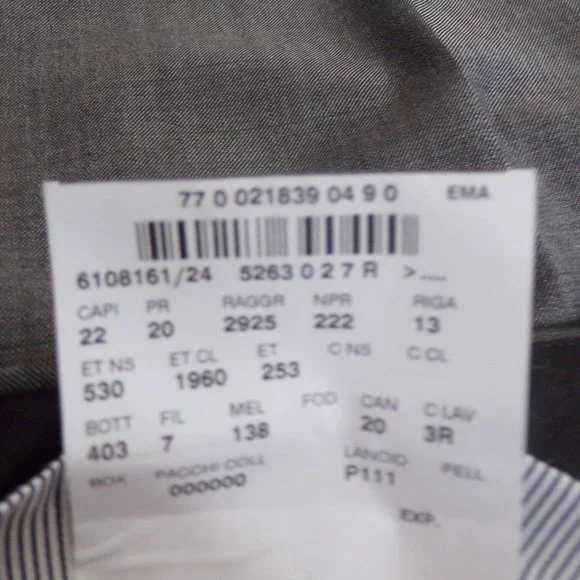 77 0 021839 04 9 0 EMA
6108161/24 5263 0 2 7 R >....
CAPI PR RAGGR NPR RIGA
22 20 2925 222 13
ET NS ET CL ET C NS C CL
530 1960 253
BOTT FIL MEL FOD CAN C LAV
403 7 138 20 3R
BOX PACCHI COLL LANCIO PELL
000000 P111
EXP.